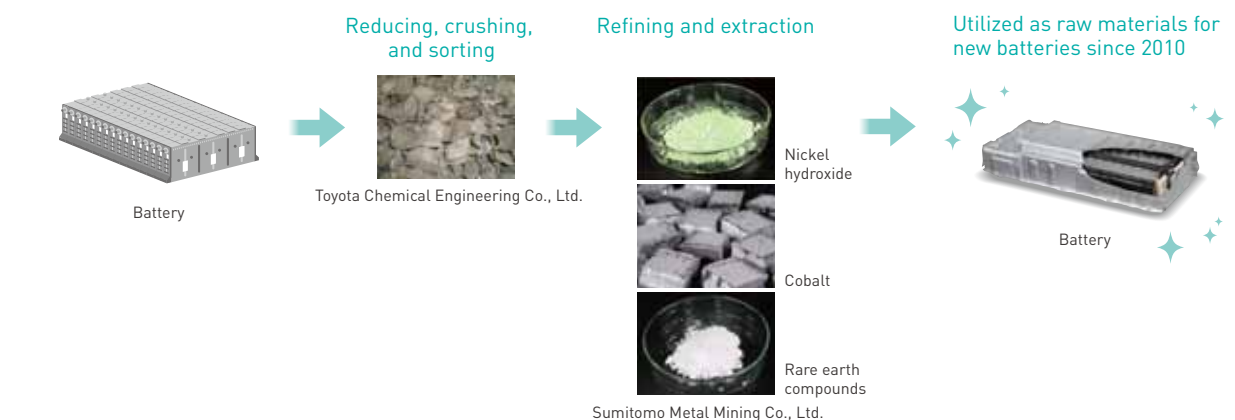 Reducing, crushing,
and sorting
Refining and extraction
Utilized as raw materials for
new batteries since 2010
Battery
Toyota Chemical Engineering Co., Ltd.
Nickel
hydroxide
Cobalt
Rare earth
compounds
Sumitomo Metal Mining Co., Ltd.
Battery